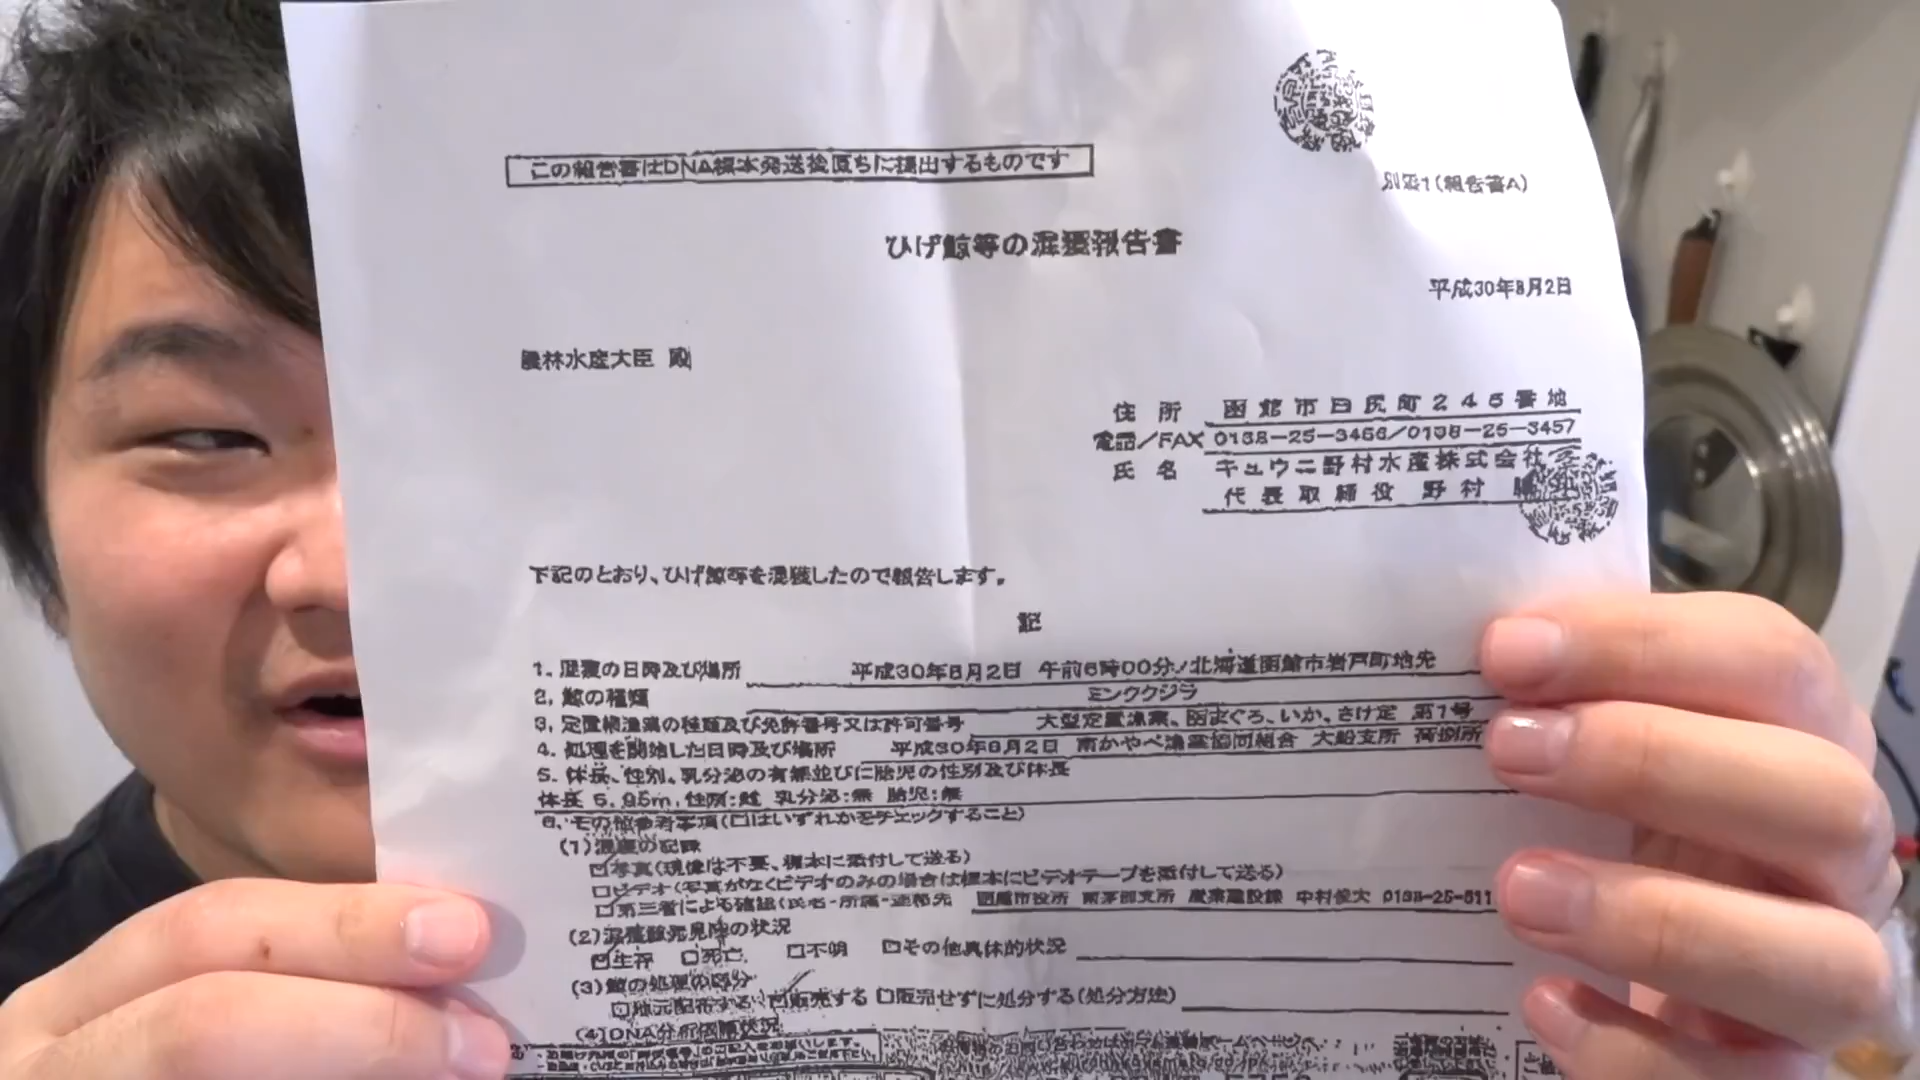 この報告書はDNA標本発送後直ちに提出するものです
別添1(報告書A)
ひげ鯨等の混獲報告書
平成30年8月2日
農林水産大臣 殿
住所 函館市臼尻町245番地
電話/FAX 0138-25-3456/0138-25-3457
氏名 キュウニ野村水産株式会社
代表取締役 野村
下記のとおり、ひげ鯨等を混獲したので報告します。
記
1. 混獲の日時及び場所 平成30年8月2日 午前6時00分/北海道函館市岩戸町地先
2. 鯨の種類 ミンククジラ
3. 定置網漁業の種類及び免許番号又は許可番号 大型定置漁業、函まぐろ、いか、さけ定 第1号
4. 処理を開始した日時及び場所 平成30年8月2日 南かやべ漁業協同組合 大船支所 荷捌所
5. 体長、性別、乳分泌の有無並びに胎児の性別及び体長
体長 5.95m, 性別:雌 乳分泌:無 胎児:無
6. その他参考事項(□はいずれかをチェックすること)
(1)混獲の記録
☑写真(現像は不要、標本に添付して送る)
□ビデオ(写真がなくビデオのみの場合は標本にビデオテープを添付して送る)
□第三者による確認(氏名・所属・連絡先 函館市役所 南茅部支所 産業建設課 中村俊大 0138-25-511
(2)混獲鯨発見時の状況
☑生存 □死亡 □不明 □その他具体的状況
(3)鯨の処理の区分
□地元配布する ☑販売する □販売せずに処分する(処分方法)
(4)DNA分析依頼状況